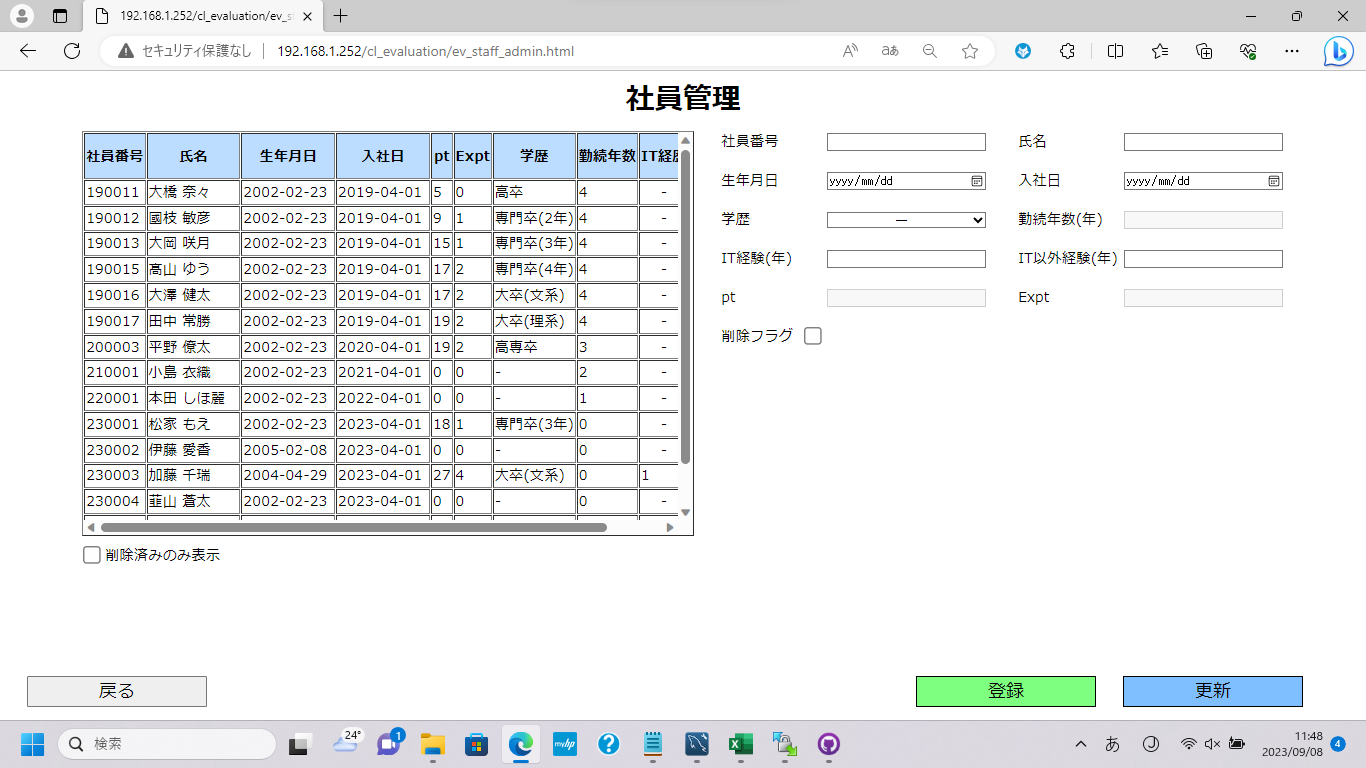 192.168.1.252/cl_evaluation/ev_st
セキュリティ保護なし 192.168.1.252/cl_evaluation/ev_staff_admin.html
社員管理
社員番号 氏名 生年月日 入社日 pt Expt 学歴 勤続年数 IT経歴
190011 大橋 奈々 2002-02-23 2019-04-01 5 0 高卒 4 -
190012 國枝 敏彦 2002-02-23 2019-04-01 9 1 専門卒(2年) 4 -
190013 大岡 咲月 2002-02-23 2019-04-01 15 1 専門卒(3年) 4 -
190015 高山 ゆう 2002-02-23 2019-04-01 17 2 専門卒(4年) 4 -
190016 大澤 健太 2002-02-23 2019-04-01 17 2 大卒(文系) 4 -
190017 田中 常勝 2002-02-23 2019-04-01 19 2 大卒(理系) 4 -
200003 平野 僚太 2002-02-23 2020-04-01 19 2 高専卒 3 -
210001 小島 衣織 2002-02-23 2021-04-01 0 0 - 2 -
220001 本田 しほ麗 2002-02-23 2022-04-01 0 0 - 1 -
230001 松家 もえ 2002-02-23 2023-04-01 18 1 専門卒(3年) 0 -
230002 伊藤 愛香 2005-02-08 2023-04-01 0 0 - 0 -
230003 加藤 千瑞 2004-04-29 2023-04-01 27 4 大卒(文系) 0 1
230004 韮山 蒼太 2002-02-23 2023-04-01 0 0 - 0 -
削除済みのみ表示
社員番号 氏名
生年月日 yyyy/mm/dd 入社日 yyyy/mm/dd
学歴 ― 勤続年数(年)
IT経験(年) IT以外経験(年)
pt Expt
削除フラグ
戻る 登録 更新
検索 24° 1 myhp あ 11:48
2023/09/08 4